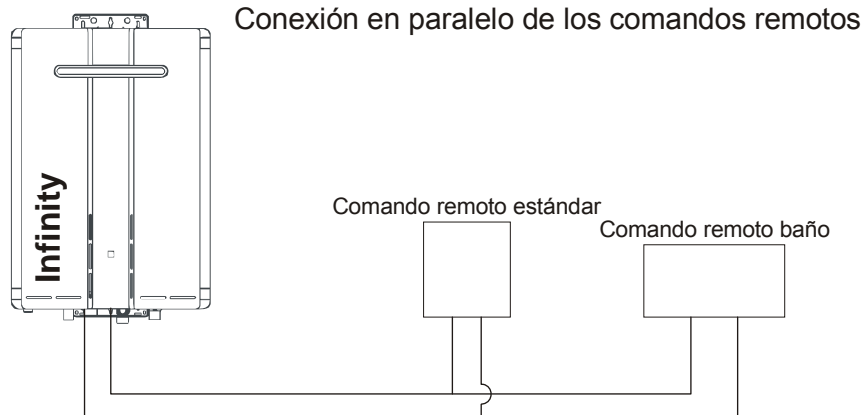 Conexión en paralelo de los comandos remotos
Infinity
Comando remoto estándar
Comando remoto baño